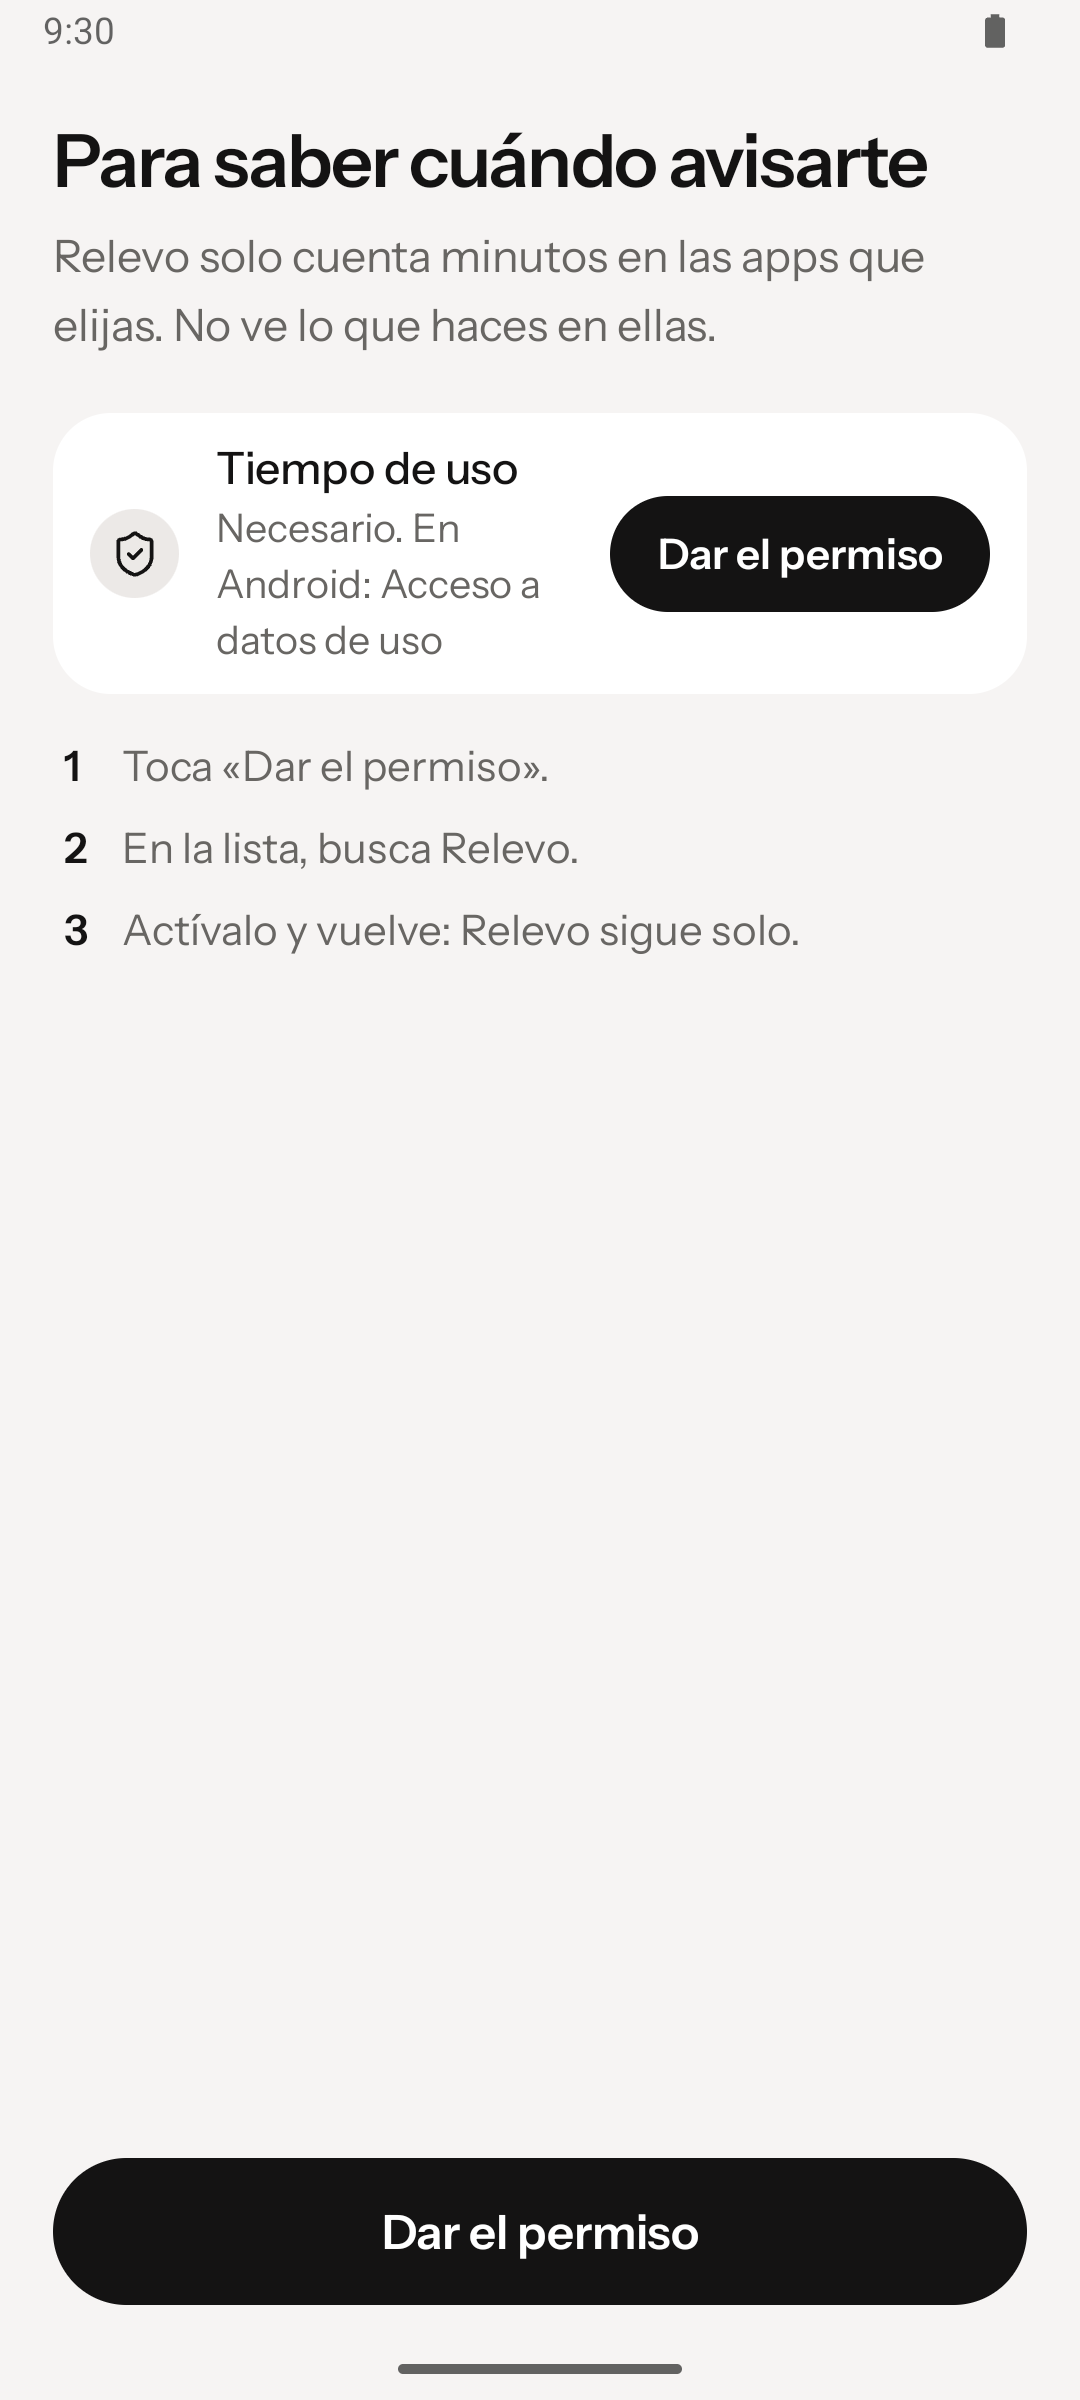 9:30
Para saber cuándo avisarte
Relevo solo cuenta minutos en las apps que
elijas. No ve lo que haces en ellas.
Tiempo de uso
Necesario. En
Android: Acceso a
datos de uso
Dar el permiso
1 Toca «Dar el permiso».
2 En la lista, busca Relevo.
3 Actívalo y vuelve: Relevo sigue solo.
Dar el permiso